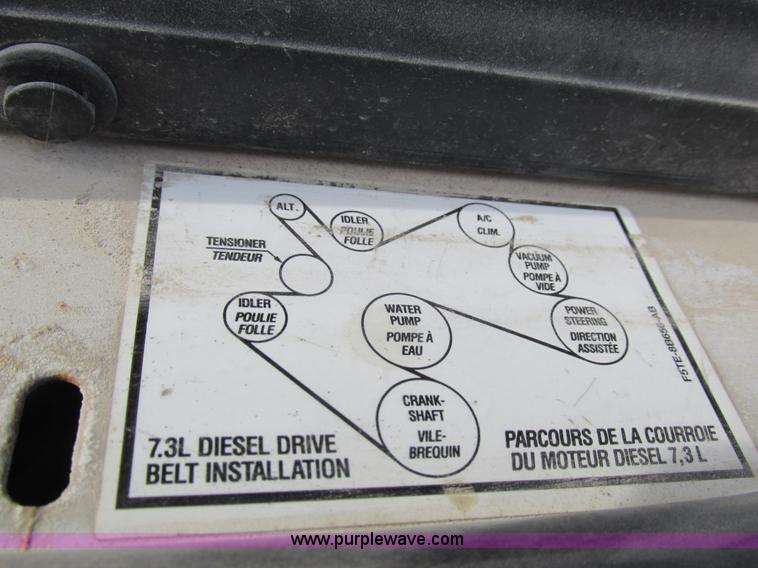 ALT.
IDLER
POULIE
FOLLE
A/C
CLIM.
TENSIONER
TENDEUR
VACUUM
PUMP
POMPE À
VIDE
IDLER
POULIE
FOLLE
WATER
PUMP
POMPE À
EAU
POWER
STEERING
DIRECTION
ASSISTÉE
CRANK-
SHAFT
VILE-
BREQUIN
7.3L DIESEL DRIVE
BELT INSTALLATION
PARCOURS DE LA COURROIE
DU MOTEUR DIESEL 7,3 L
www.purplewave.com